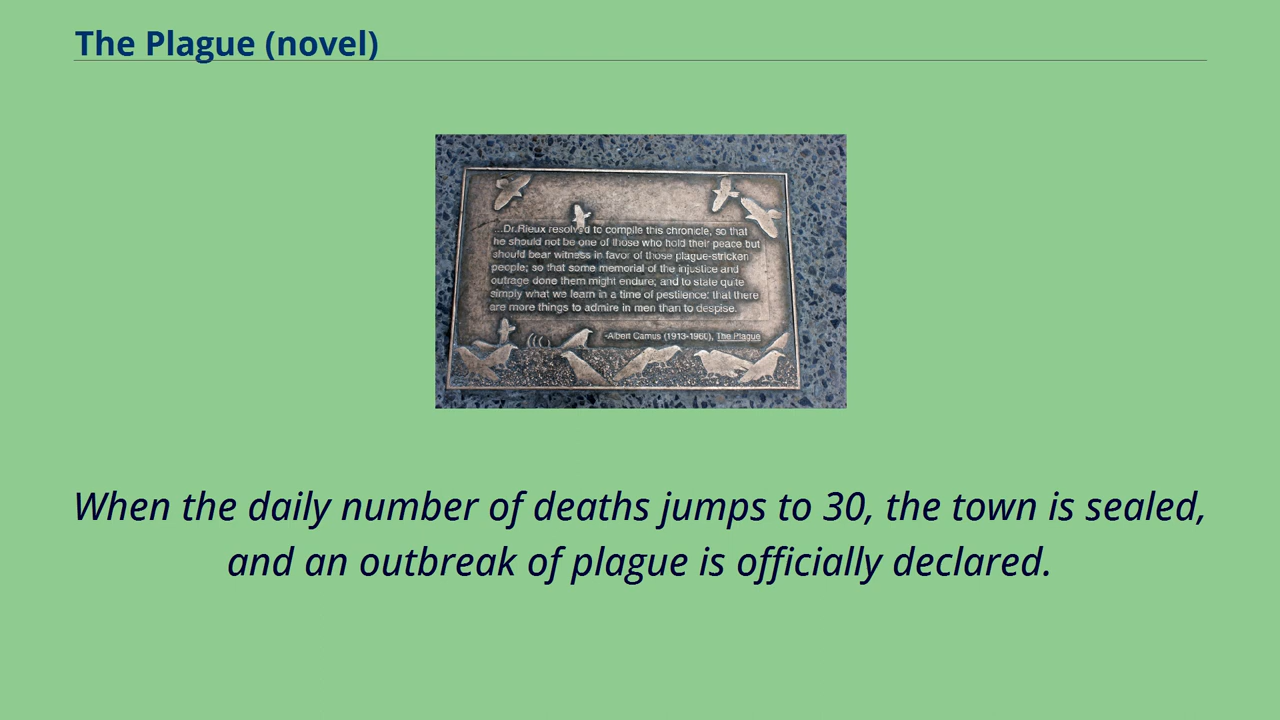 The Plague (novel)
...Dr.Rieux resolved to compile this chronicle, so that
he should not be one of those who hold their peace but
should bear witness in favor of those plague-stricken
people; so that some memorial of the injustice and
outrage done them might endure; and to state quite
simply what we learn in a time of pestilence: that there
are more things to admire in men than to despise.
-Albert Camus (1913-1960), The Plague
When the daily number of deaths jumps to 30, the town is sealed,
and an outbreak of plague is officially declared.